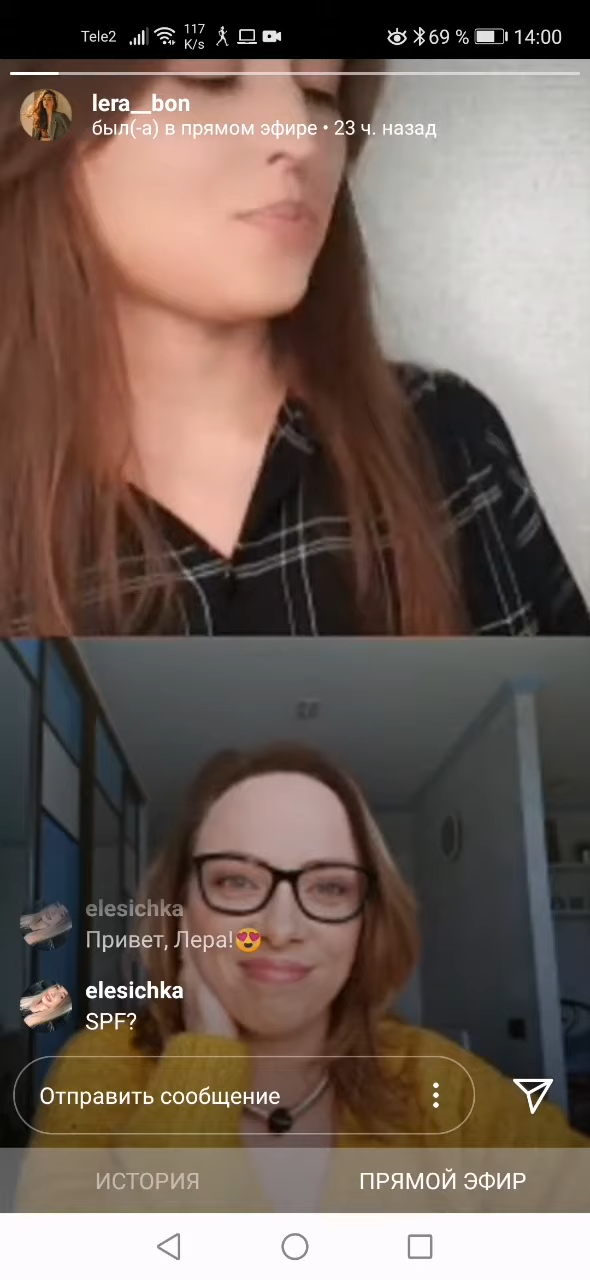 Tele2 117 K/s 69 % 14:00
lera__bon
был(-а) в прямом эфире • 23 ч. назад
elesichka
Привет, Лера!😍
elesichka
SPF?
Отправить сообщение
ИСТОРИЯ ПРЯМОЙ ЭФИР